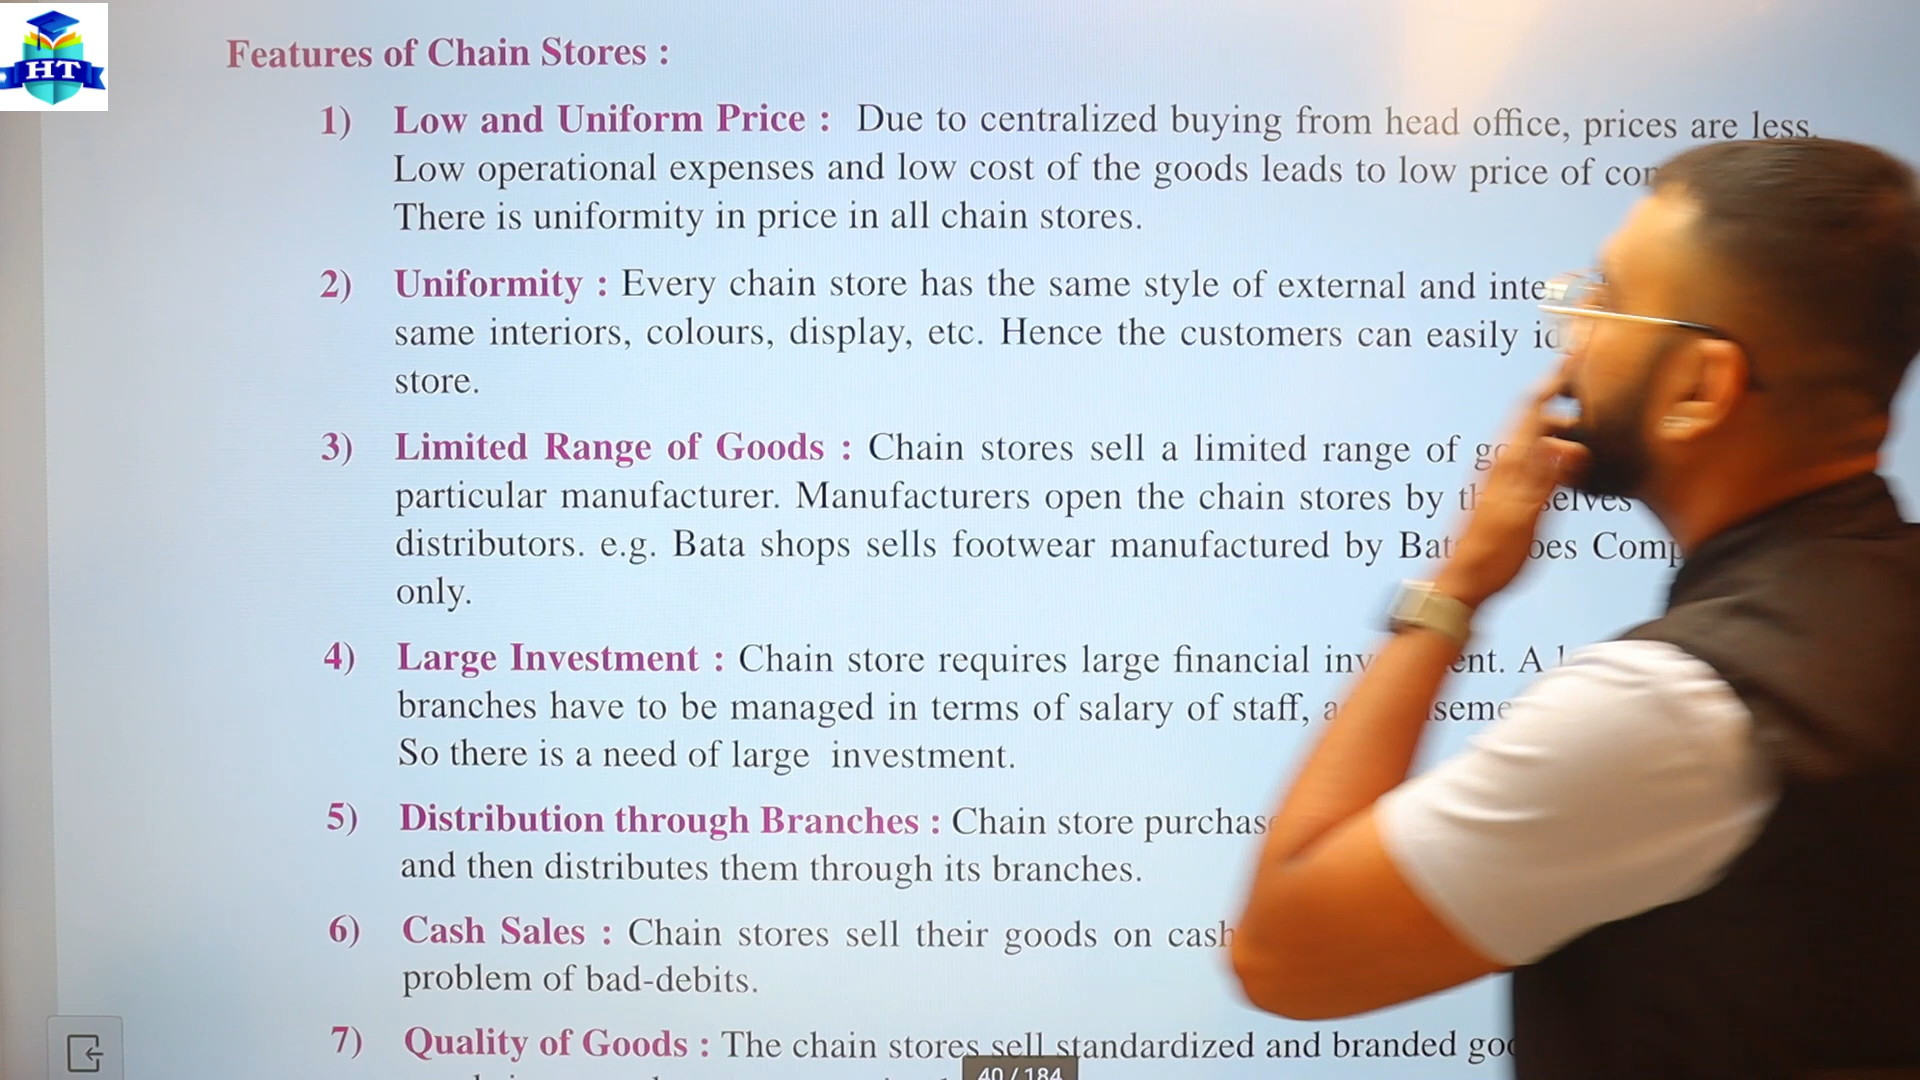 HT
Features of Chain Stores :
1) Low and Uniform Price : Due to centralized buying from head office, prices are less.
Low operational expenses and low cost of the goods leads to low price of
There is uniformity in price in all chain stores.
2) Uniformity : Every chain store has the same style of external and
same interiors, colours, display, etc. Hence the customers can easily
store.
3) Limited Range of Goods : Chain stores sell a limited range of
particular manufacturer. Manufacturers open the chain stores by
distributors. e.g. Bata shops sells footwear manufactured by
only.
4) Large Investment : Chain store requires large financial
branches have to be managed in terms of salary of staff,
So there is a need of large investment.
5) Distribution through Branches : Chain store
and then distributes them through its branches.
6) Cash Sales : Chain stores sell their goods on cash
problem of bad-debits.
7) Quality of Goods : The chain stores sell standardized and branded
40 / 184